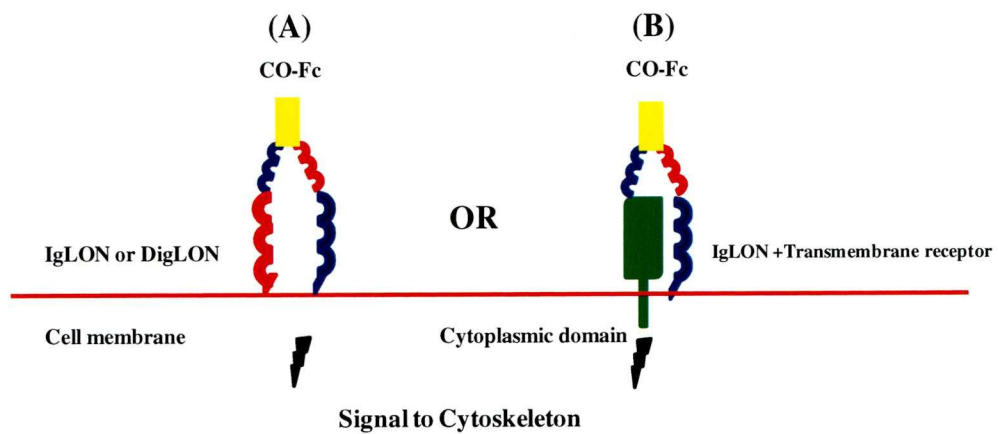 (A)
(B)
CO-Fc
CO-Fc
OR
IgLON or DigLON
IgLON +Transmembrane receptor
Cell membrane
Cytoplasmic domain
Signal to Cytoskeleton